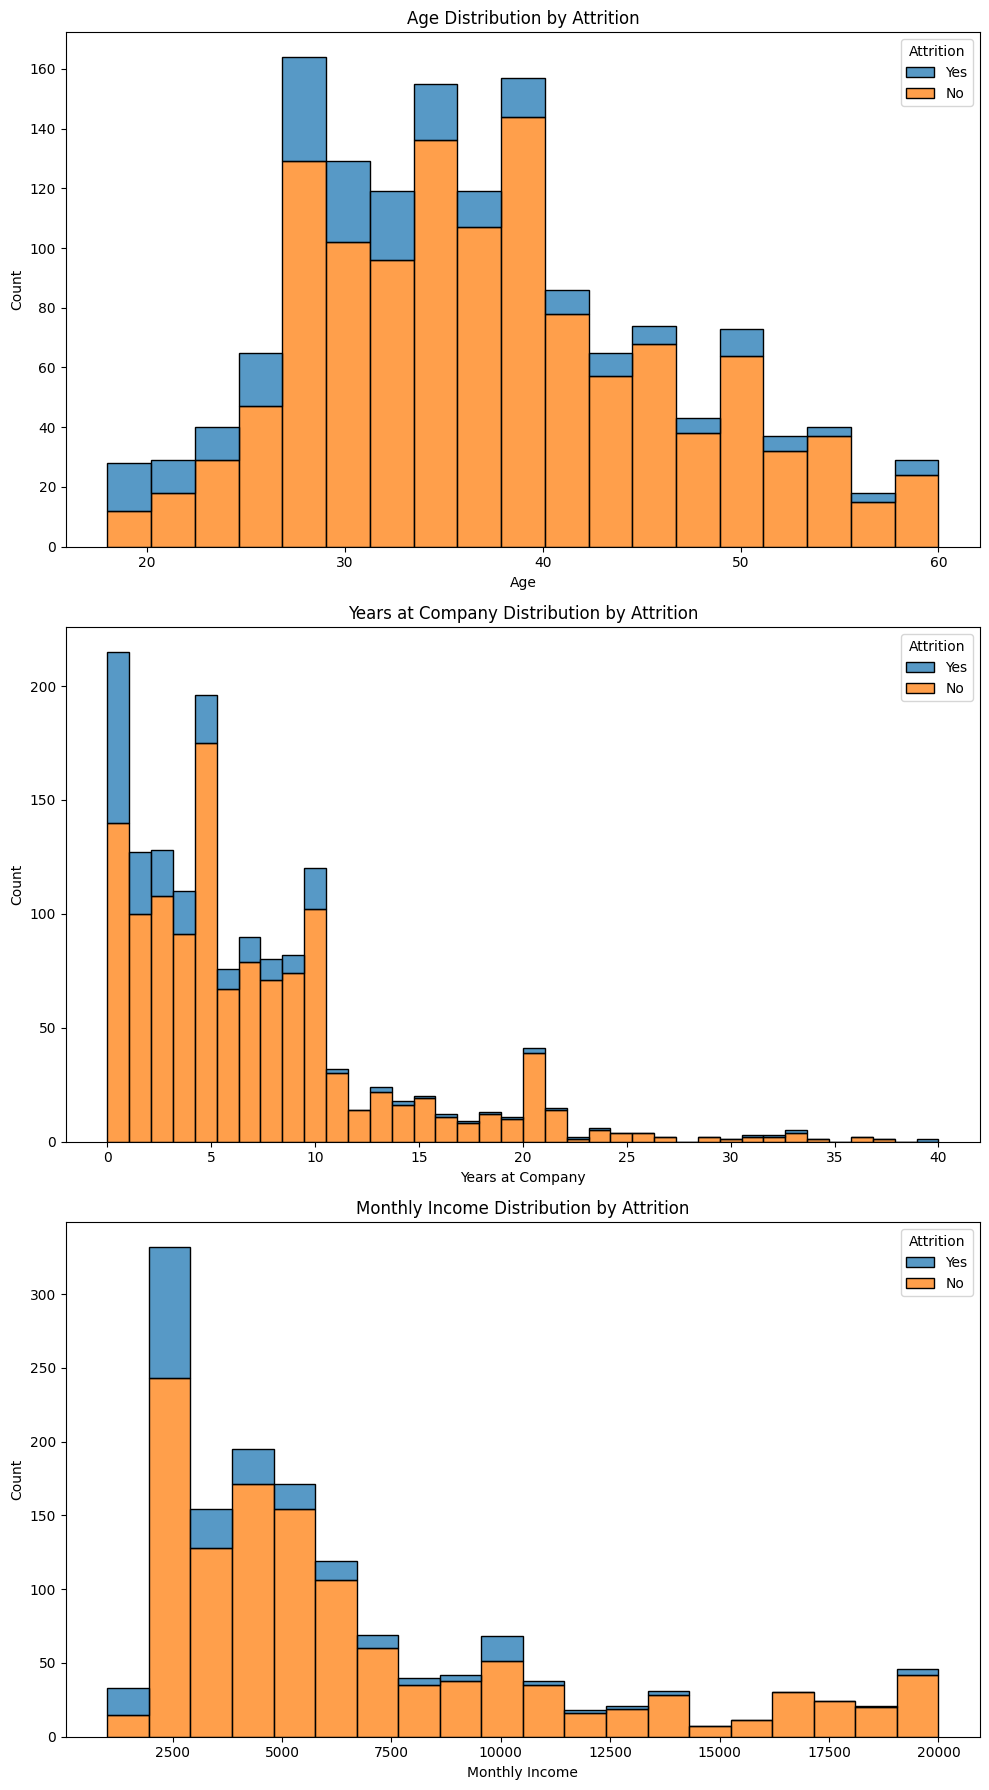 Age Distribution by Attrition
Attrition
Yes
No
160
140
120
100
80
60
40
20
0
Count
20 30 40 50 60
Age
Years at Company Distribution by Attrition
Attrition
Yes
No
200
150
100
50
0
Count
0 5 10 15 20 25 30 35 40
Years at Company
Monthly Income Distribution by Attrition
Attrition
Yes
No
300
250
200
150
100
50
0
Count
2500 5000 7500 10000 12500 15000 17500 20000
Monthly Income